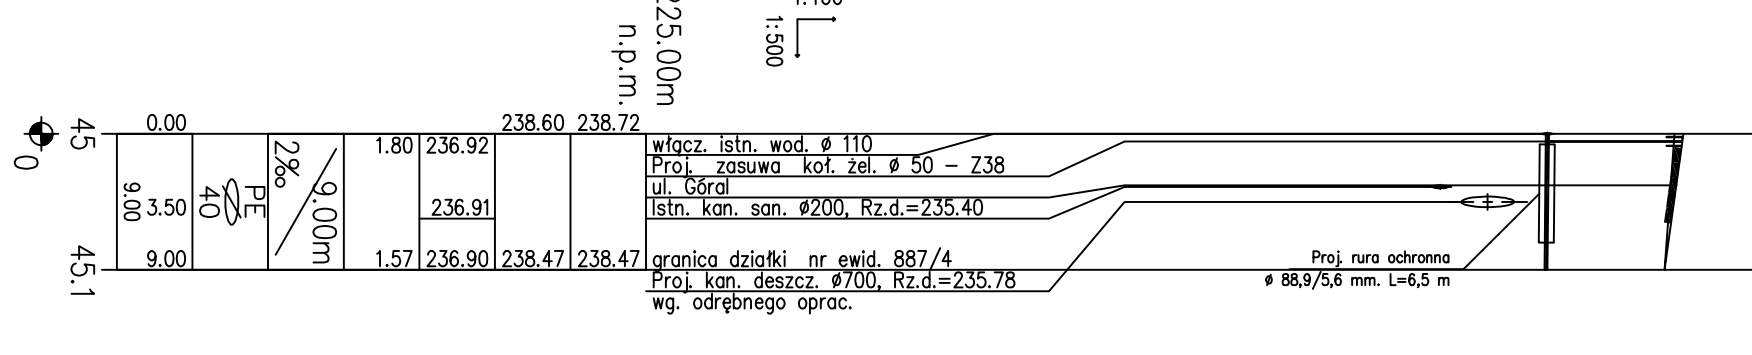 1:500
225.00m
n.p.m.
45
0
0.00
238.60 238.72
1.80 236.92
2‰
9.00m
PE
40
9.00
3.50
236.91
45.1
9.00
1.57 236.90 238.47 238.47
włącz. istn. wod. ø 110
Proj. zasuwa koł. żel. ø 50 - Z38
ul. Góral
Istn. kan. san. ø200, Rz.d.=235.40
granica działki nr ewid. 887/4
Proj. kan. deszcz. ø700, Rz.d.=235.78
wg. odrębnego oprac.
Proj. rura ochronna
ø 88,9/5,6 mm. L=6,5 m